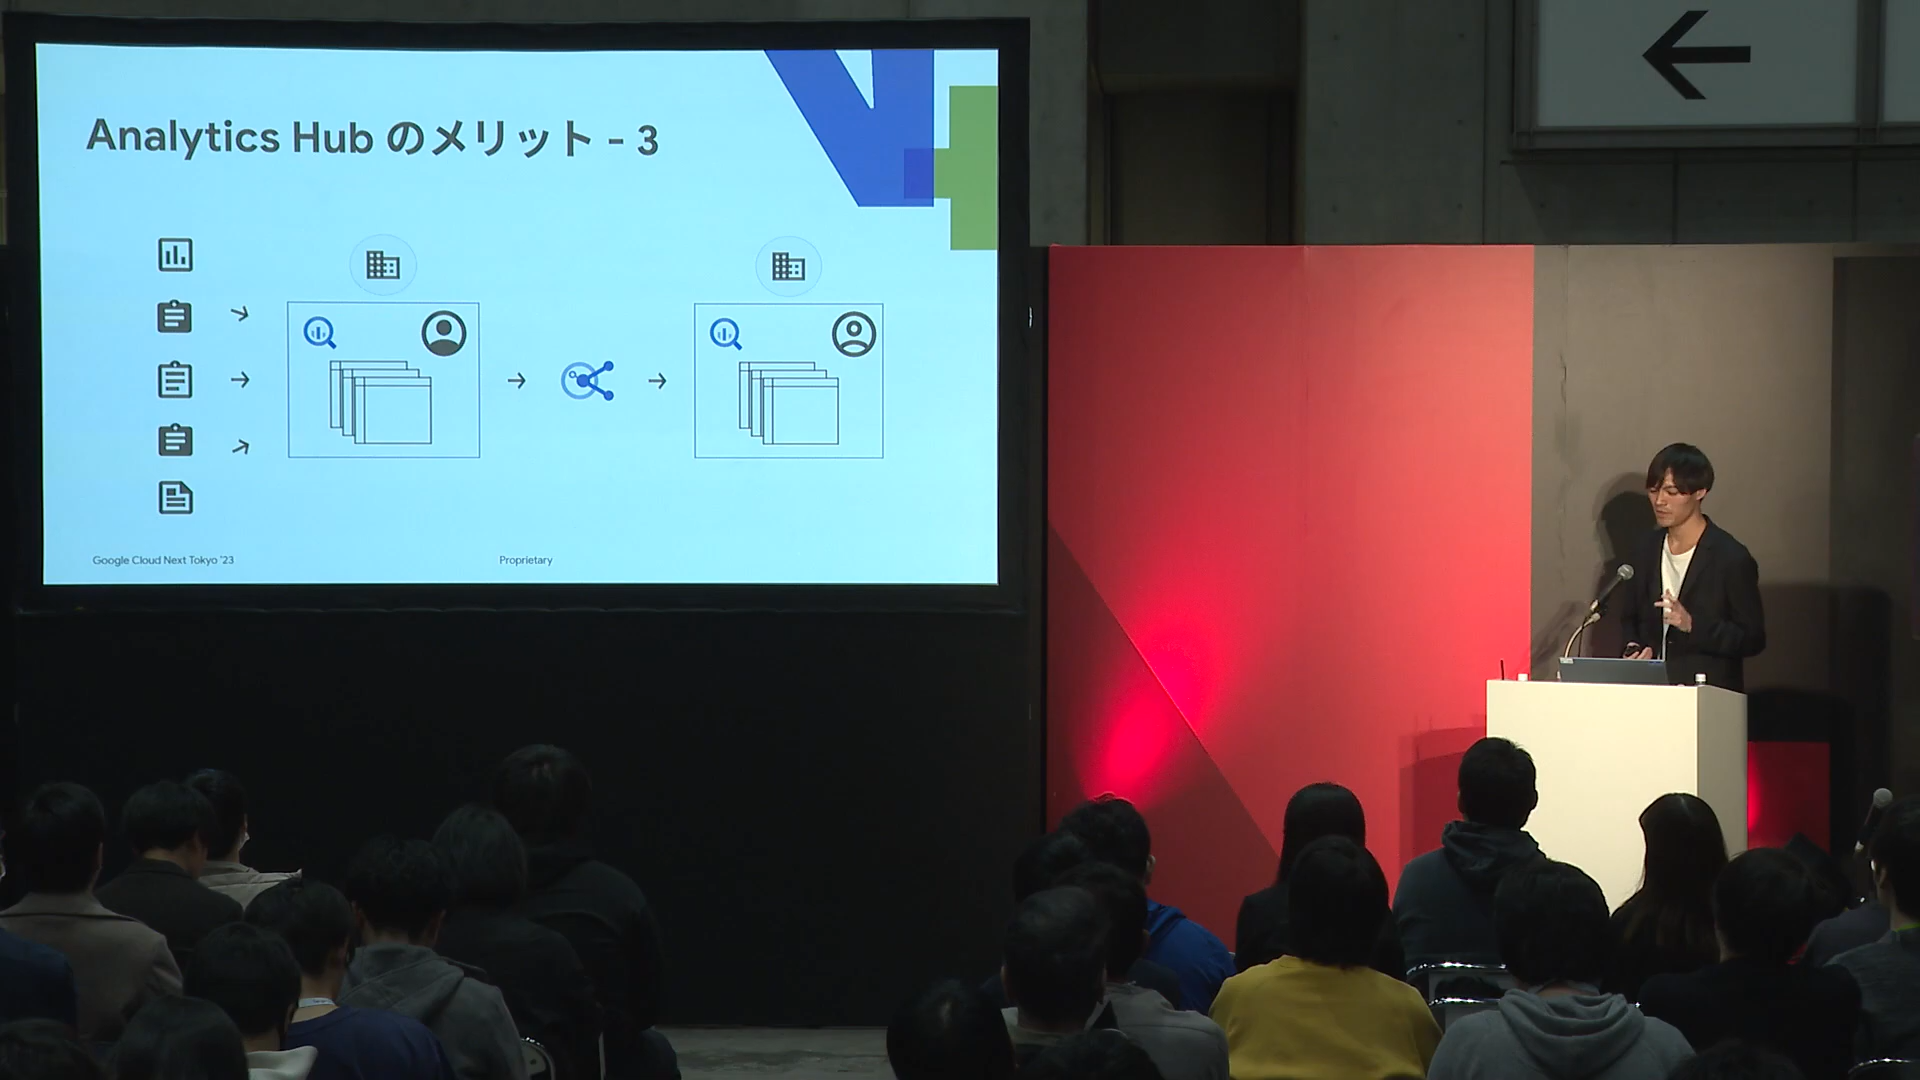 Analytics Hub のメリット - 3
Google Cloud Next Tokyo '23
Proprietary